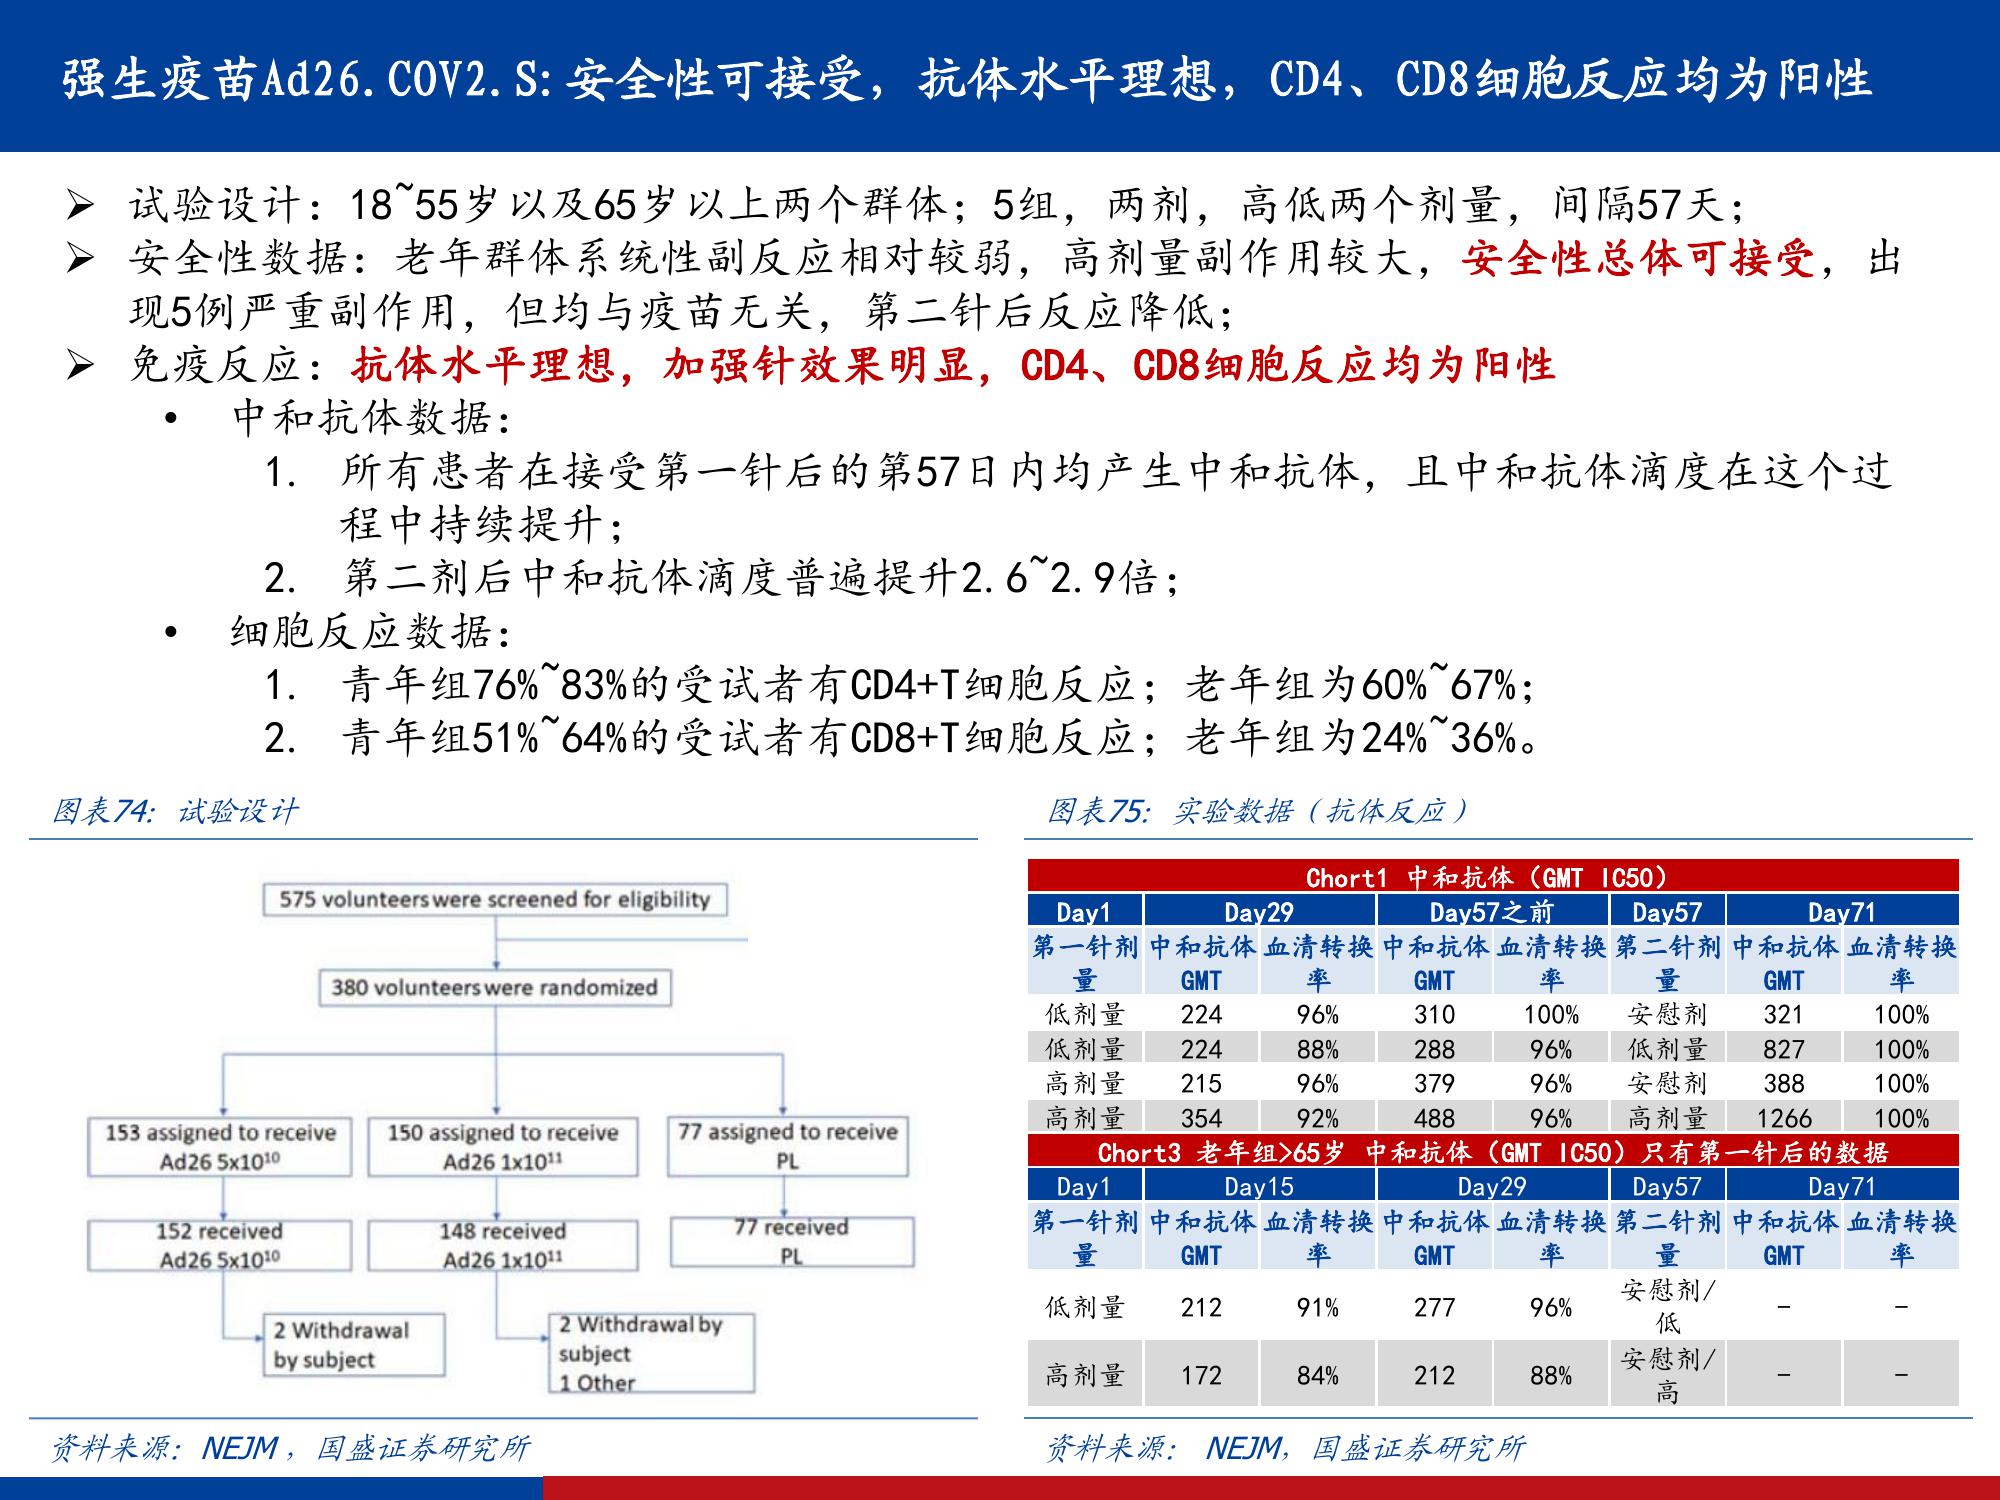 强生疫苗Ad26.COV2.S:安全性可接受，抗体水平理想，CD4、CD8细胞反应均为阳性
➢ 试验设计：18~55岁以及65岁以上两个群体；5组，两剂，高低两个剂量，间隔57天；
➢ 安全性数据：老年群体系统性副反应相对较弱，高剂量副作用较大，安全性总体可接受，出
现5例严重副作用，但均与疫苗无关，第二针后反应降低；
➢ 免疫反应：抗体水平理想，加强针效果明显，CD4、CD8细胞反应均为阳性
• 中和抗体数据：
1. 所有患者在接受第一针后的第57日内均产生中和抗体，且中和抗体滴度在这个过
程中持续提升；
2. 第二剂后中和抗体滴度普遍提升2.6~2.9倍；
• 细胞反应数据：
1. 青年组76%~83%的受试者有CD4+T细胞反应；老年组为60%~67%；
2. 青年组51%~64%的受试者有CD8+T细胞反应；老年组为24%~36%。
图表74：试验设计
575 volunteers were screened for eligibility
380 volunteers were randomized
153 assigned to receive
Ad26 5x10¹⁰
150 assigned to receive
Ad26 1x10¹¹
77 assigned to receive
PL
152 received
Ad26 5x10¹⁰
148 received
Ad26 1x10¹¹
77 received
PL
2 Withdrawal
by subject
2 Withdrawal by
subject
1 Other
资料来源：NEJM，国盛证券研究所
图表75：实验数据（抗体反应）
Chort1 中和抗体（GMT IC50）
Day1 Day29 Day57之前 Day57 Day71
第一针剂 中和抗体 血清转换 中和抗体 血清转换 第二针剂 中和抗体 血清转换
量 GMT 率 GMT 率 量 GMT 率
低剂量 224 96% 310 100% 安慰剂 321 100%
低剂量 224 88% 288 96% 低剂量 827 100%
高剂量 215 96% 379 96% 安慰剂 388 100%
高剂量 354 92% 488 96% 高剂量 1266 100%
Chort3 老年组>65岁 中和抗体（GMT IC50）只有第一针后的数据
Day1 Day15 Day29 Day57 Day71
第一针剂 中和抗体 血清转换 中和抗体 血清转换 第二针剂 中和抗体 血清转换
量 GMT 率 GMT 率 量 GMT 率
低剂量 212 91% 277 96% 安慰剂/ – –
低
高剂量 172 84% 212 88% 安慰剂/ – –
高
资料来源： NEJM，国盛证券研究所